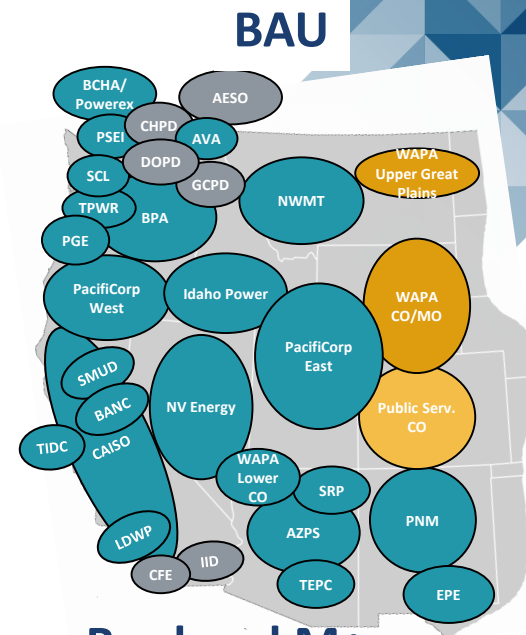 BAU
BCHA/
Powerex
AESO
CHPD
PSEI
AVA
DOPD
WAPA
Upper Great
Plains
SCL
GCPD
NWMT
TPWR
BPA
PGE
PacifiCorp
West
Idaho Power
WAPA
CO/MO
PacifiCorp
East
SMUD
BANC
NV Energy
Public Serv.
CO
TIDC
CAISO
WAPA
Lower
CO
SRP
PNM
LDWP
AZPS
CFE
IID
TEPC
EPE